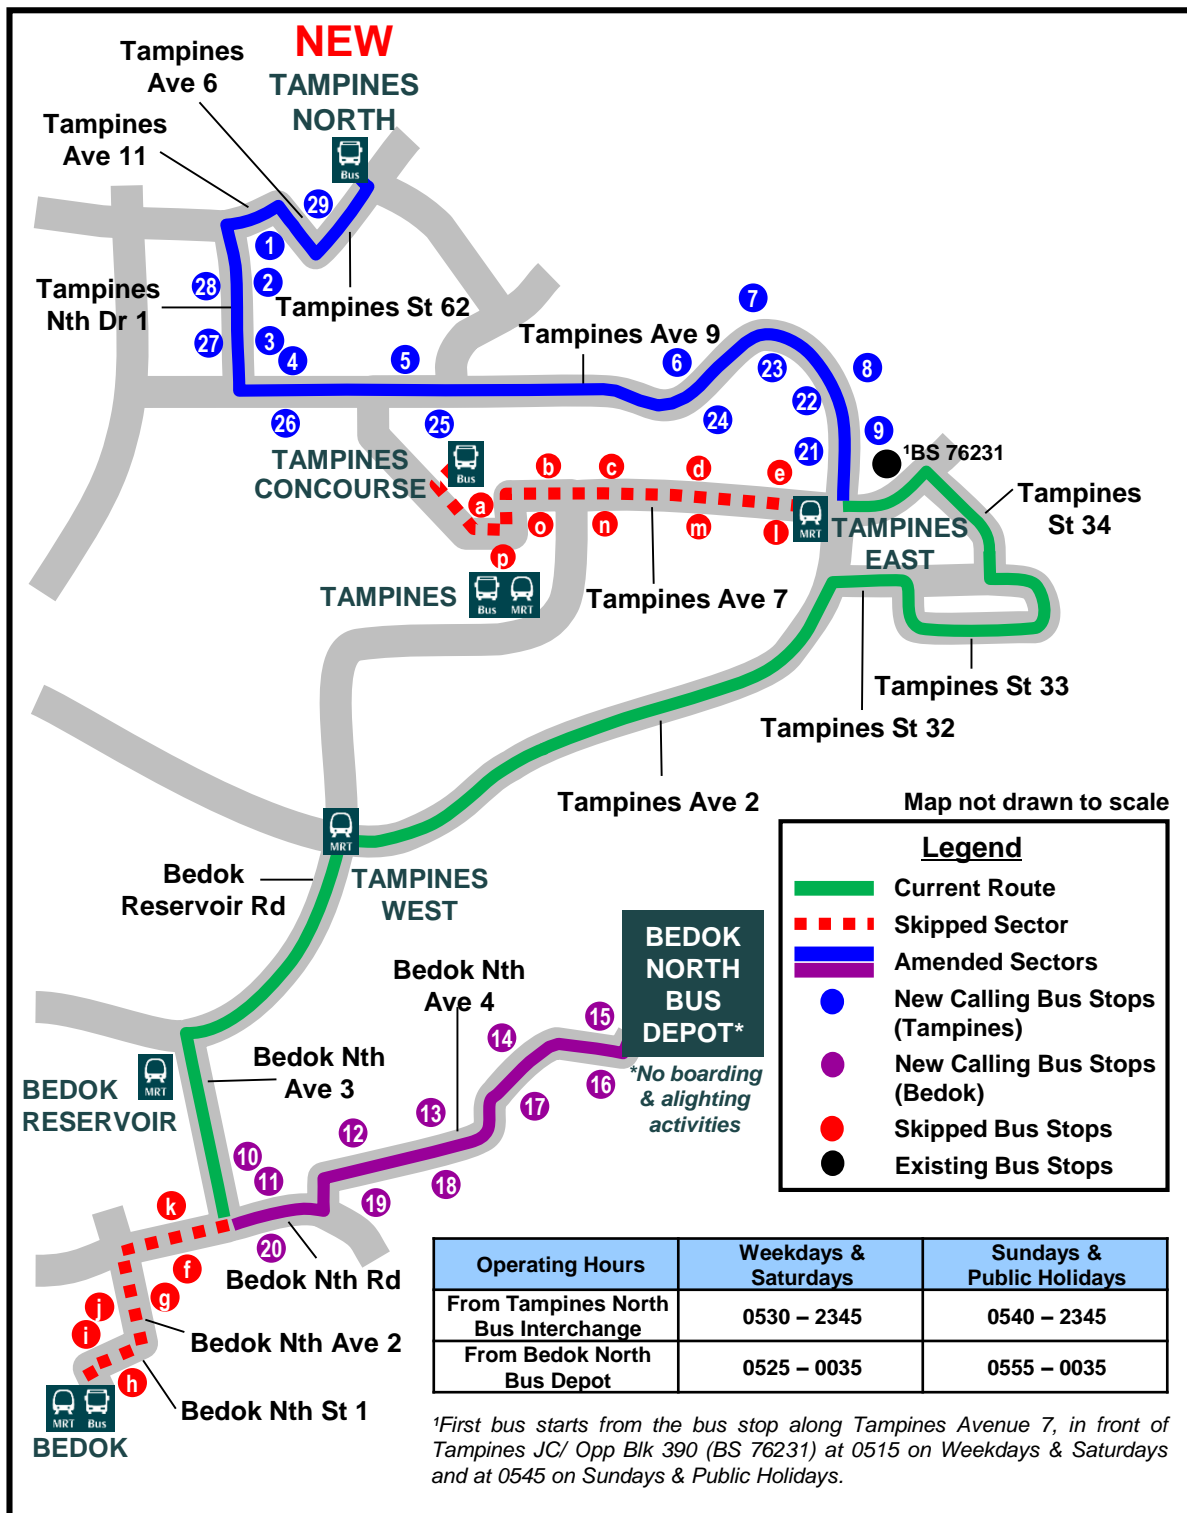 NEW
TAMPINES
NORTH
Tampines
Ave 6
Tampines
Ave 11
Bus
29
1
2
28
Tampines
Nth Dr 1
Tampines St 62
27
3
4
5
7
Tampines Ave 9
6
23
8
22
26
25
24
21
9
¹BS 76231
TAMPINES
CONCOURSE
Bus
a
b
c
d
e
Tampines
St 34
o
n
m
l
MRT
TAMPINES
EAST
p
TAMPINES
Bus
MRT
Tampines Ave 7
Tampines St 33
Tampines St 32
Tampines Ave 2
MRT
TAMPINES
WEST
Bedok
Reservoir Rd
Map not drawn to scale
Legend
Current Route
Skipped Sector
Amended Sectors
New Calling Bus Stops
(Tampines)
New Calling Bus Stops
(Bedok)
Skipped Bus Stops
Existing Bus Stops
BEDOK
NORTH
BUS
DEPOT*
*No boarding
& alighting
activities
Bedok Nth
Ave 4
15
14
16
17
13
12
18
19
Bedok Nth
Ave 3
MRT
BEDOK
RESERVOIR
10
11
20
Bedok Nth Rd
k
f
g
j
i
h
Bedok Nth Ave 2
Bedok Nth St 1
MRT
Bus
BEDOK
Operating Hours
Weekdays &
Saturdays
Sundays &
Public Holidays
From Tampines North
Bus Interchange
0530 – 2345
0540 – 2345
From Bedok North
Bus Depot
0525 – 0035
0555 – 0035
¹First bus starts from the bus stop along Tampines Avenue 7, in front of
Tampines JC/ Opp Blk 390 (BS 76231) at 0515 on Weekdays & Saturdays
and at 0545 on Sundays & Public Holidays.